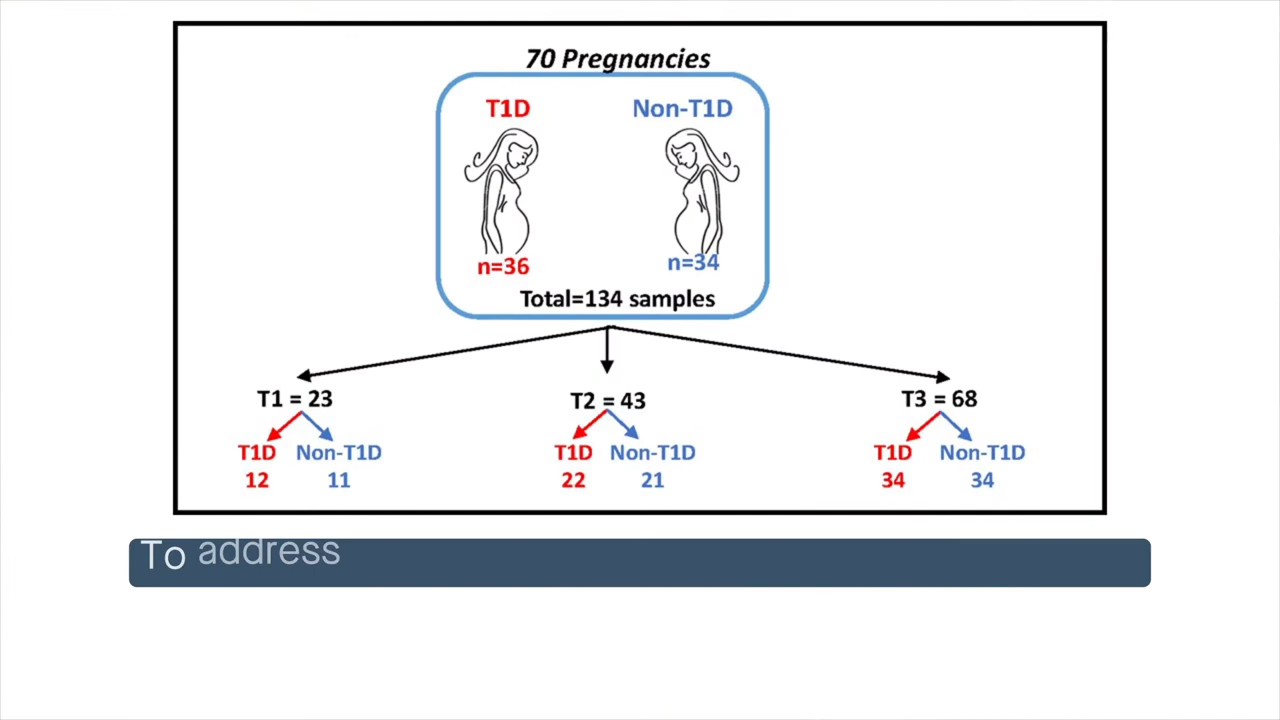 70 Pregnancies
T1D Non-T1D
n=36 n=34
Total=134 samples
T1 = 23 T2 = 43 T3 = 68
T1D Non-T1D T1D Non-T1D T1D Non-T1D
12 11 22 21 34 34
To address